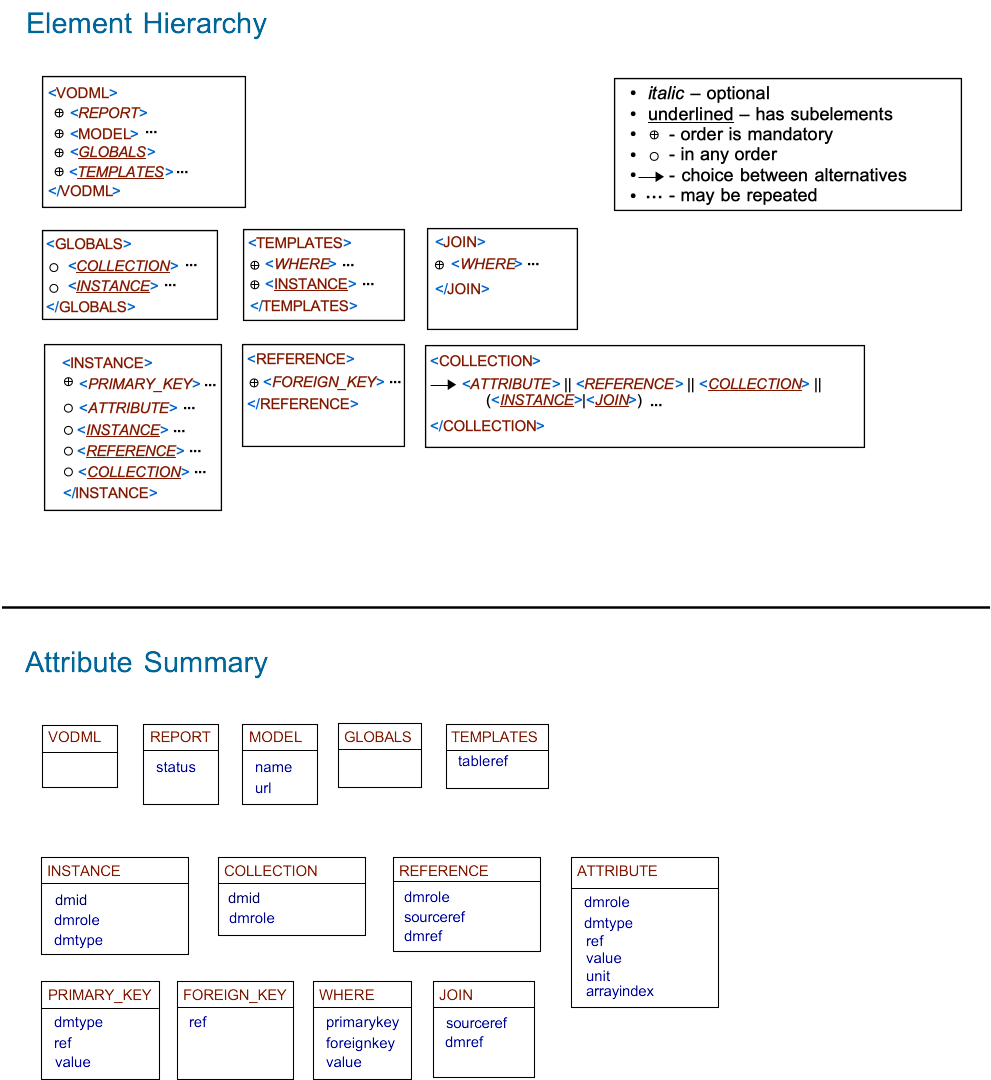 Element Hierarchy
<VODML>
⊕ <REPORT>
⊕ <MODEL> ...
⊕ <GLOBALS>
⊕ <TEMPLATES> ...
</VODML>
• italic – optional
• underlined – has subelements
• ⊕ - order is mandatory
• ○ - in any order
• → - choice between alternatives
• ... - may be repeated
<GLOBALS>
○ <COLLECTION> ...
○ <INSTANCE> ...
</GLOBALS>
<TEMPLATES>
⊕ <WHERE> ...
⊕ <INSTANCE> ...
</TEMPLATES>
<JOIN>
⊕ <WHERE> ...
</JOIN>
<INSTANCE>
⊕ <PRIMARY_KEY> ...
○ <ATTRIBUTE> ...
○ <INSTANCE> ...
○ <REFERENCE> ...
○ <COLLECTION> ...
</INSTANCE>
<REFERENCE>
⊕ <FOREIGN_KEY> ...
</REFERENCE>
<COLLECTION>
→ <ATTRIBUTE> || <REFERENCE> || <COLLECTION> ||
(<INSTANCE>|<JOIN>) ...
</COLLECTION>
Attribute Summary
VODML
REPORT
status
MODEL
name
url
GLOBALS
TEMPLATES
tableref
INSTANCE
dmid
dmrole
dmtype
COLLECTION
dmid
dmrole
REFERENCE
dmrole
sourceref
dmref
ATTRIBUTE
dmrole
dmtype
ref
value
unit
arrayindex
PRIMARY_KEY
dmtype
ref
value
FOREIGN_KEY
ref
WHERE
primarykey
foreignkey
value
JOIN
sourceref
dmref